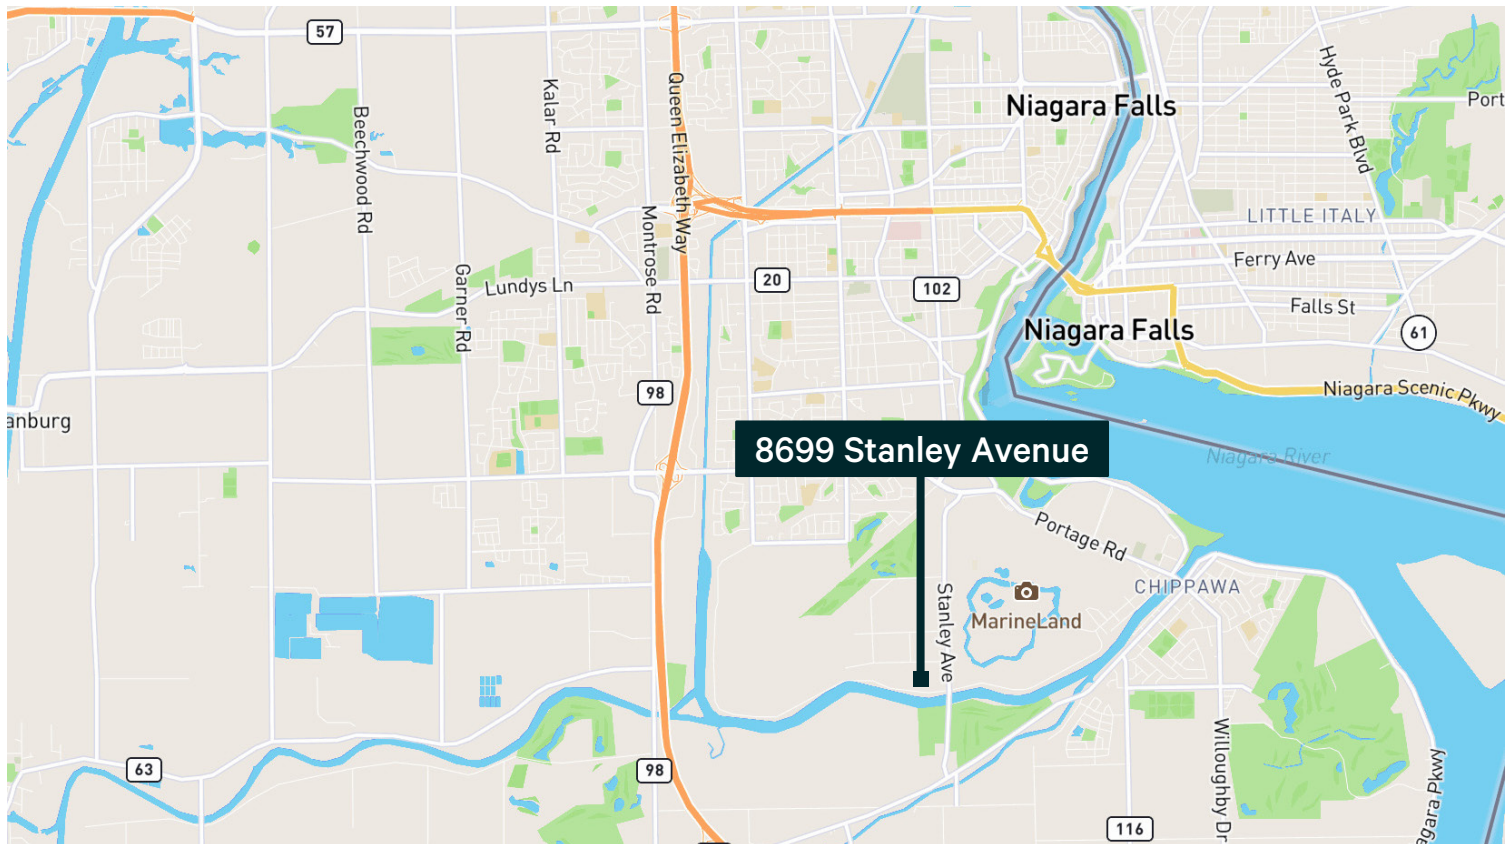 57
Kalar Rd
Queen Elizabeth Way
Hyde Park Blvd
Port
Niagara Falls
Beechwood Rd
Montrose Rd
LITTLE ITALY
Ferry Ave
Garner Rd
Lundys Ln
20
102
Falls St
Niagara Falls
61
98
Niagara Scenic Pkwy
anburg
8699 Stanley Avenue
Niagara River
Portage Rd
CHIPPAWA
Stanley Ave
MarineLand
63
98
Willoughby Dr
agara Pkwy
116